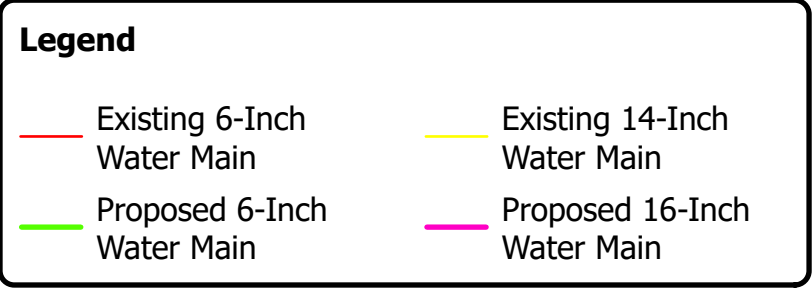 Legend
Existing 6-Inch
Water Main
Existing 14-Inch
Water Main
Proposed 6-Inch
Water Main
Proposed 16-Inch
Water Main